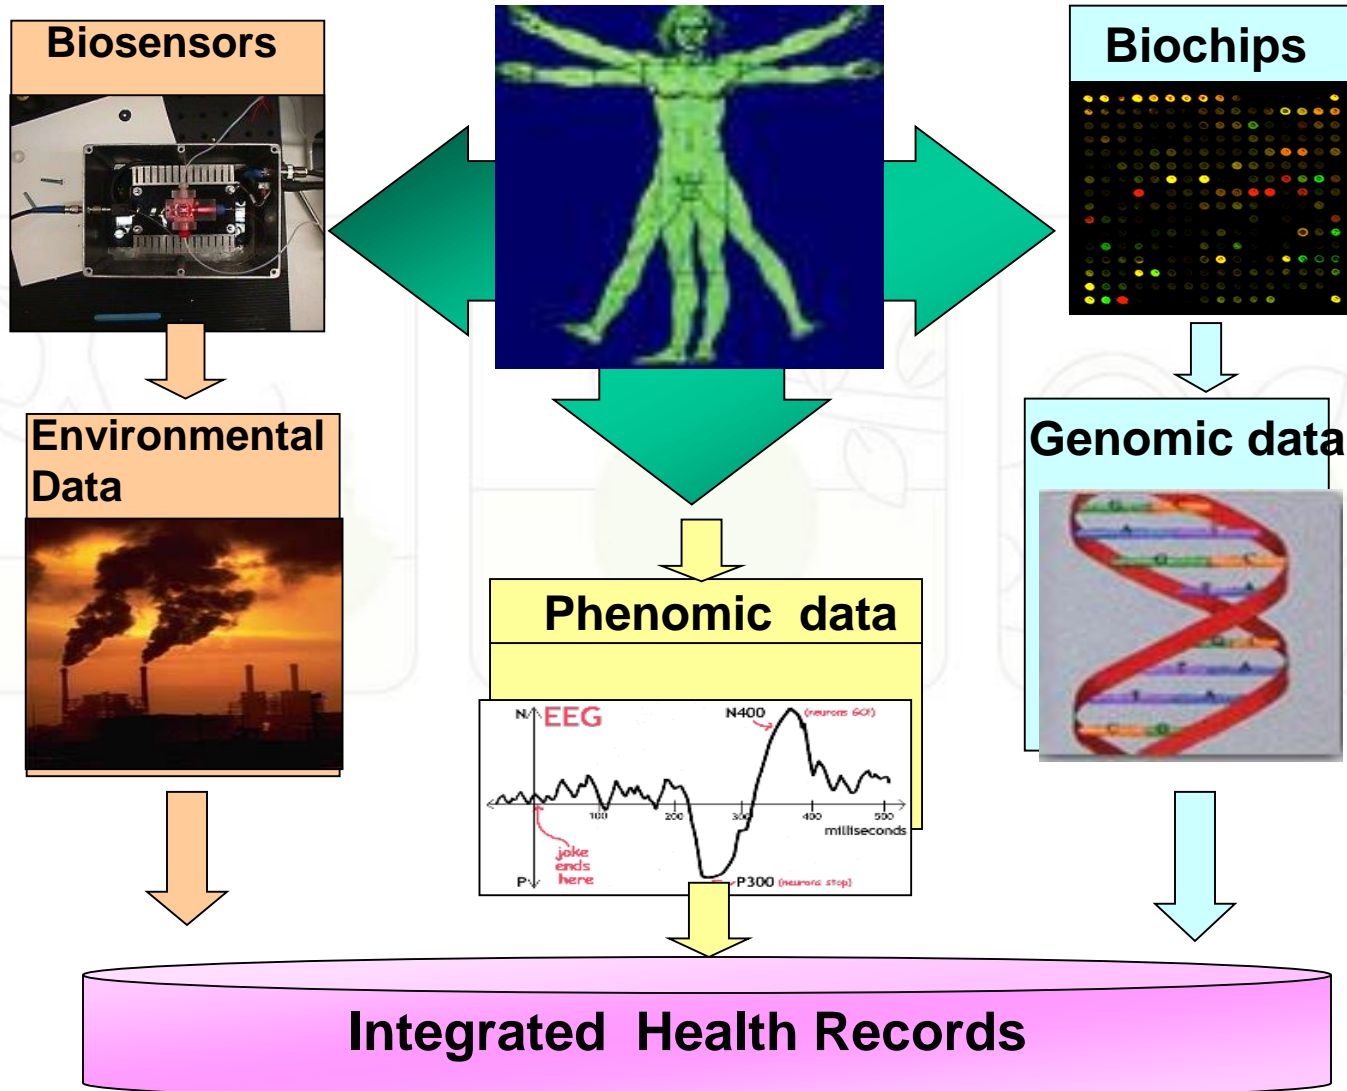 Biosensors
Biochips
Environmental
Data
Genomic data
Phenomic data
N EEG
N400 (neurons GO!)
100 200 300 400 500
milliseconds
joke
ends
here
P
P300 (neurons stop)
G
A T
G C
T A
G C
T A
T A
C G
Integrated Health Records